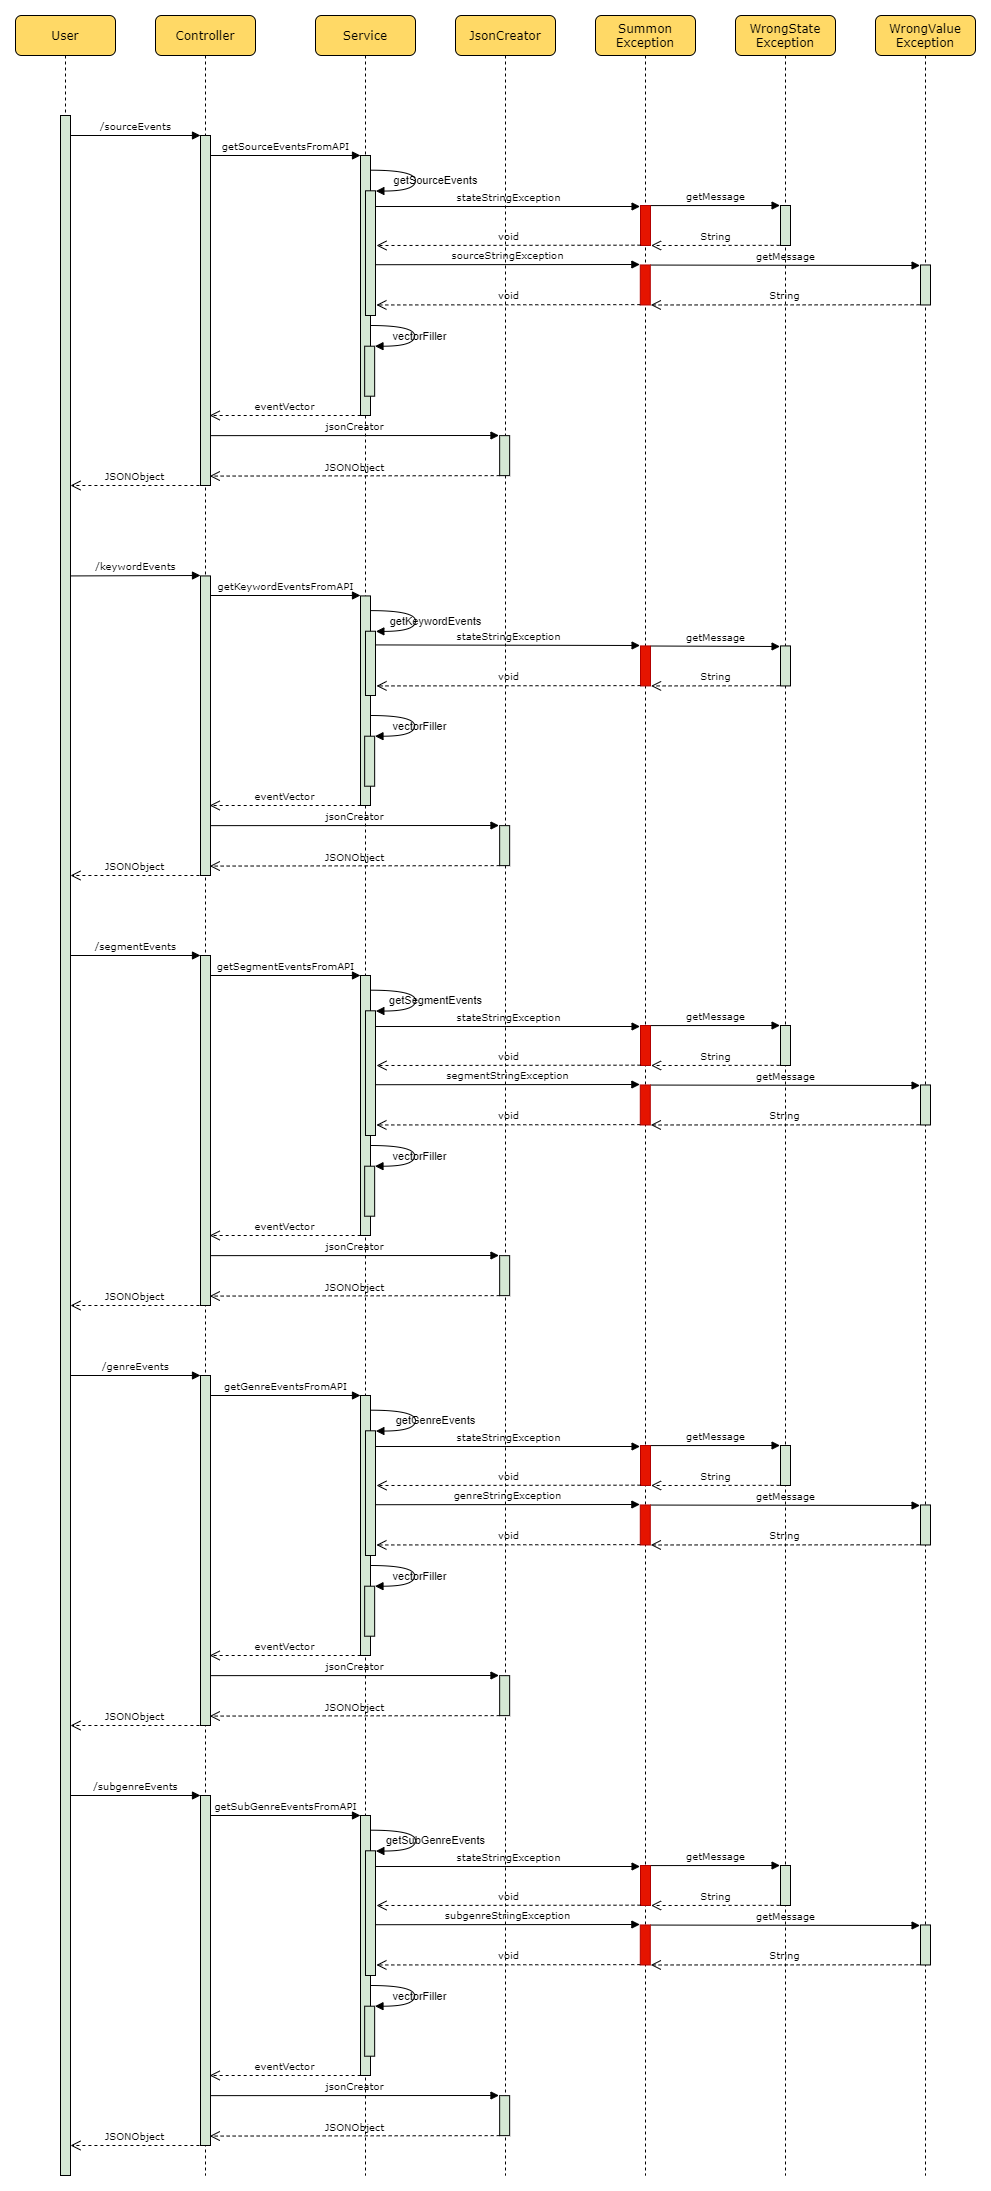 User
Controller
Service
JsonCreator
Summon
Exception
WrongState
Exception
WrongValue
Exception
/sourceEvents
getSourceEventsFromAPI
getSourceEvents
stateStringException
getMessage
void
String
sourceStringException
getMessage
void
String
vectorFiller
eventVector
jsonCreator
JSONObject
JSONObject
/keywordEvents
getKeywordEventsFromAPI
getKeywordEvents
stateStringException
getMessage
void
String
vectorFiller
eventVector
jsonCreator
JSONObject
JSONObject
/segmentEvents
getSegmentEventsFromAPI
getSegmentEvents
stateStringException
getMessage
void
String
segmentStringException
getMessage
void
String
vectorFiller
eventVector
jsonCreator
JSONObject
JSONObject
/genreEvents
getGenreEventsFromAPI
getGenreEvents
stateStringException
getMessage
void
String
genreStringException
getMessage
void
String
vectorFiller
eventVector
jsonCreator
JSONObject
JSONObject
/subgenreEvents
getSubGenreEventsFromAPI
getSubGenreEvents
stateStringException
getMessage
void
String
subgenreStringException
getMessage
void
String
vectorFiller
eventVector
jsonCreator
JSONObject
JSONObject